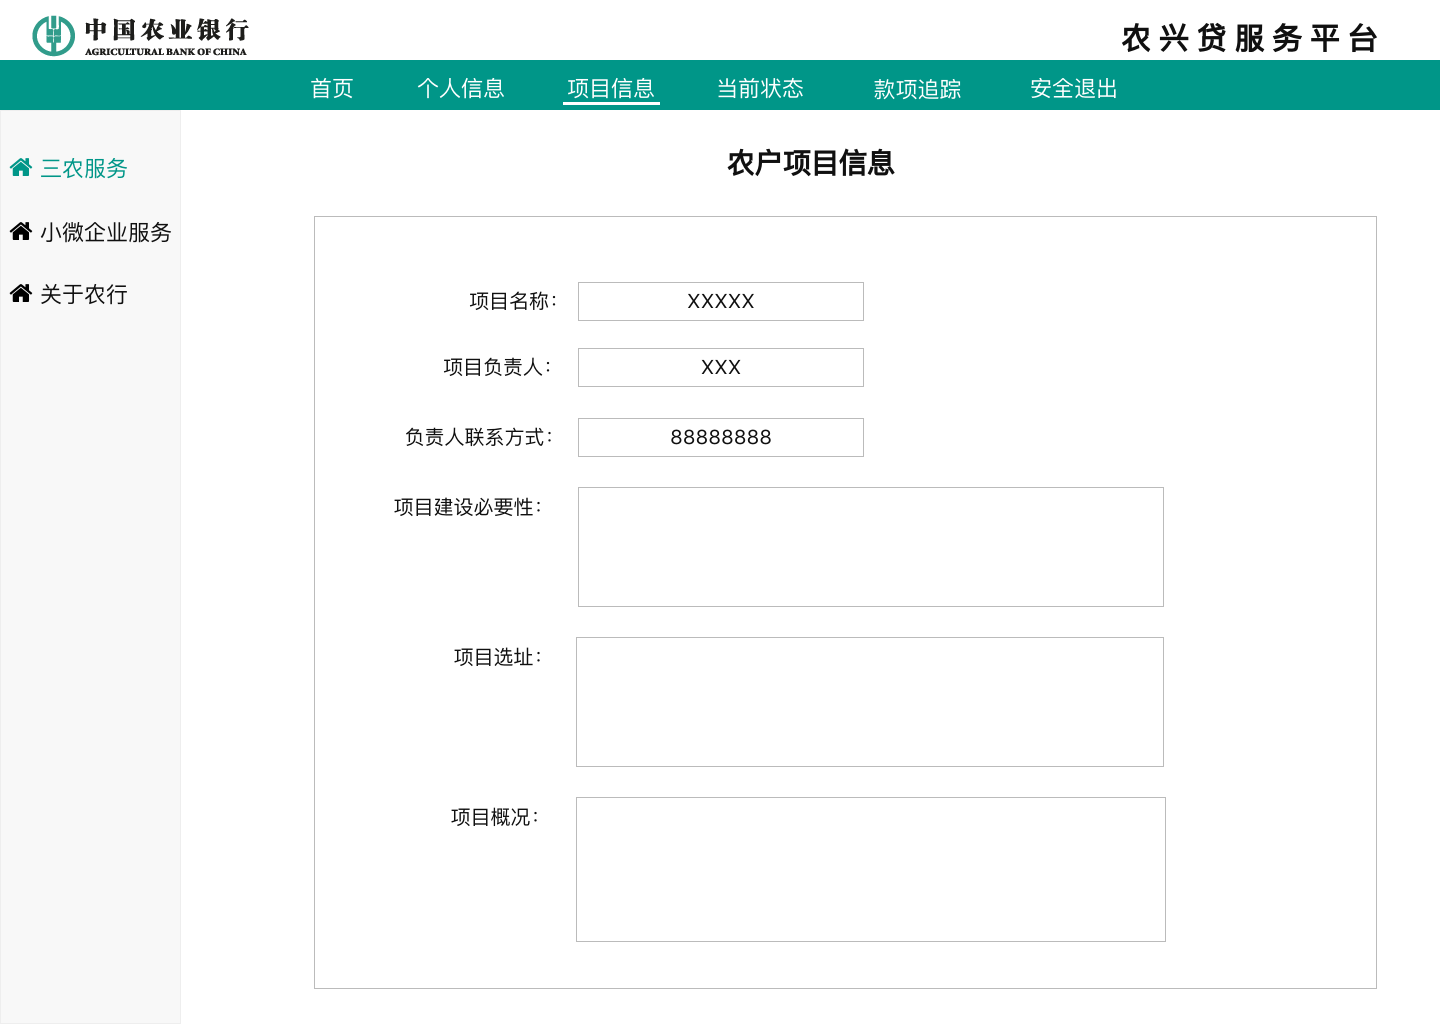 中国农业银行
AGRICULTURAL BANK OF CHINA
农兴贷服务平台
首页 个人信息 项目信息 当前状态 款项追踪 安全退出
三农服务
小微企业服务
关于农行
农户项目信息
项目名称： XXXXX
项目负责人： XXX
负责人联系方式： 88888888
项目建设必要性：
项目选址：
项目概况：